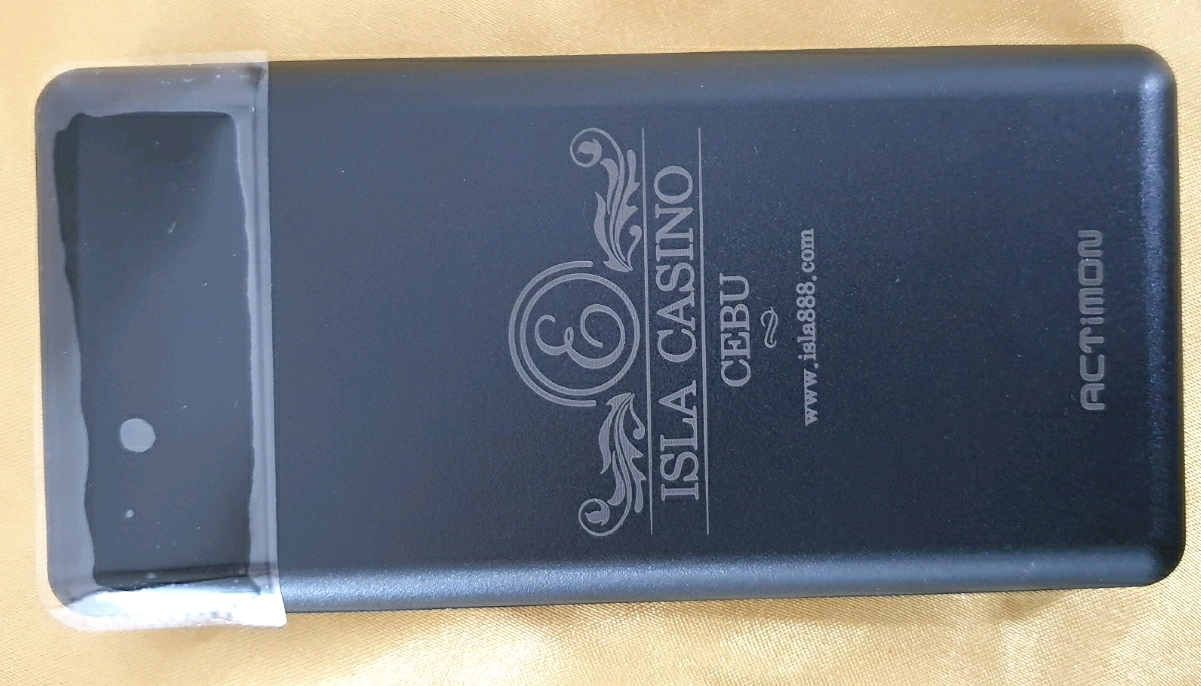 E
ISLA CASINO
CEBU
www.isla888.com
ACTIMON